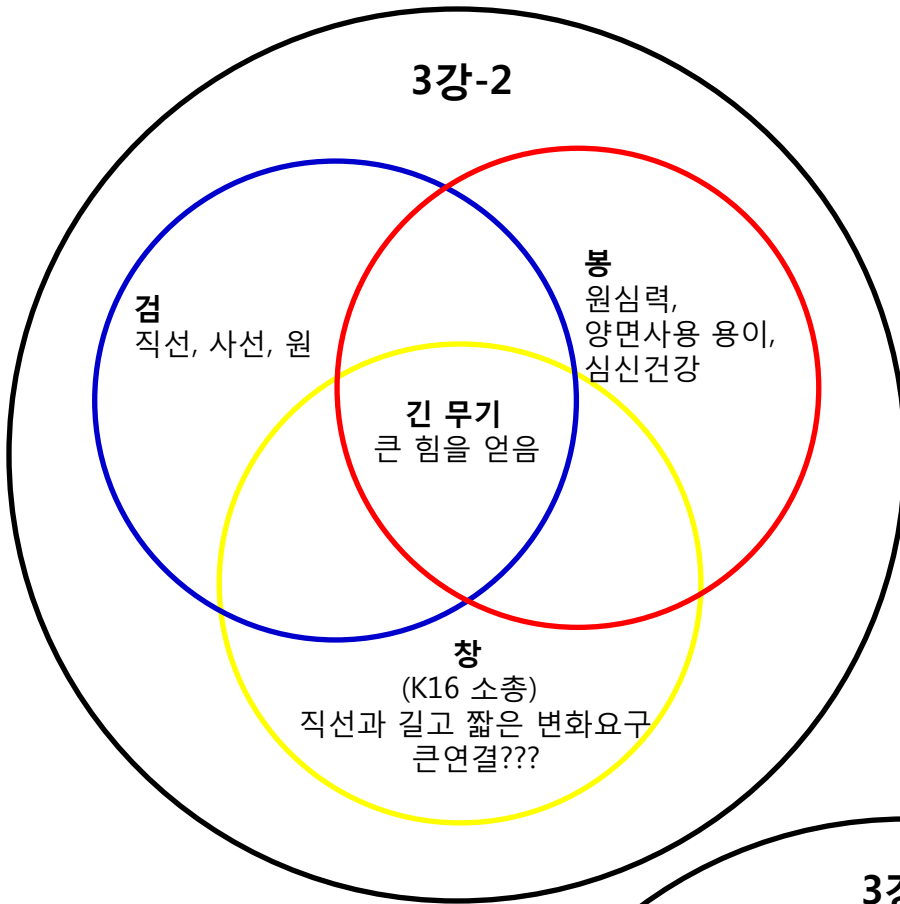 3강-2
검
직선, 사선, 원
봉
원심력,
양면사용 용이,
심신건강
긴 무기
큰 힘을 얻음
창
(K16 소총)
직선과 길고 짧은 변화요구
큰연결???